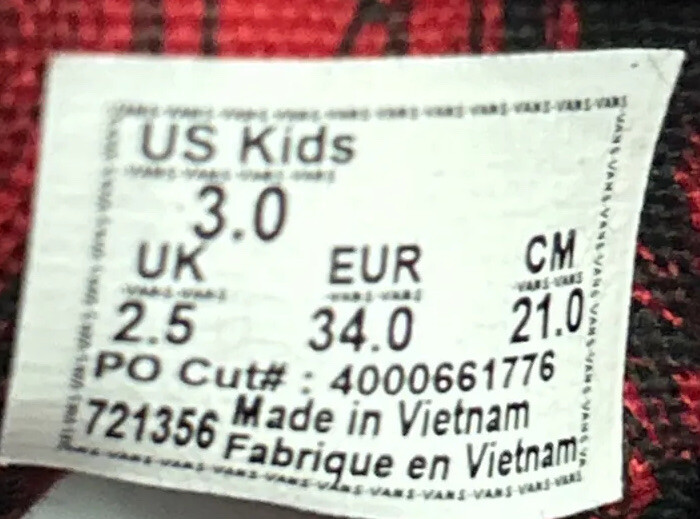 US Kids
3.0
UK EUR CM
2.5 34.0 21.0
PO Cut# : 4000661776
721356 Made in Vietnam
Fabrique en Vietnam